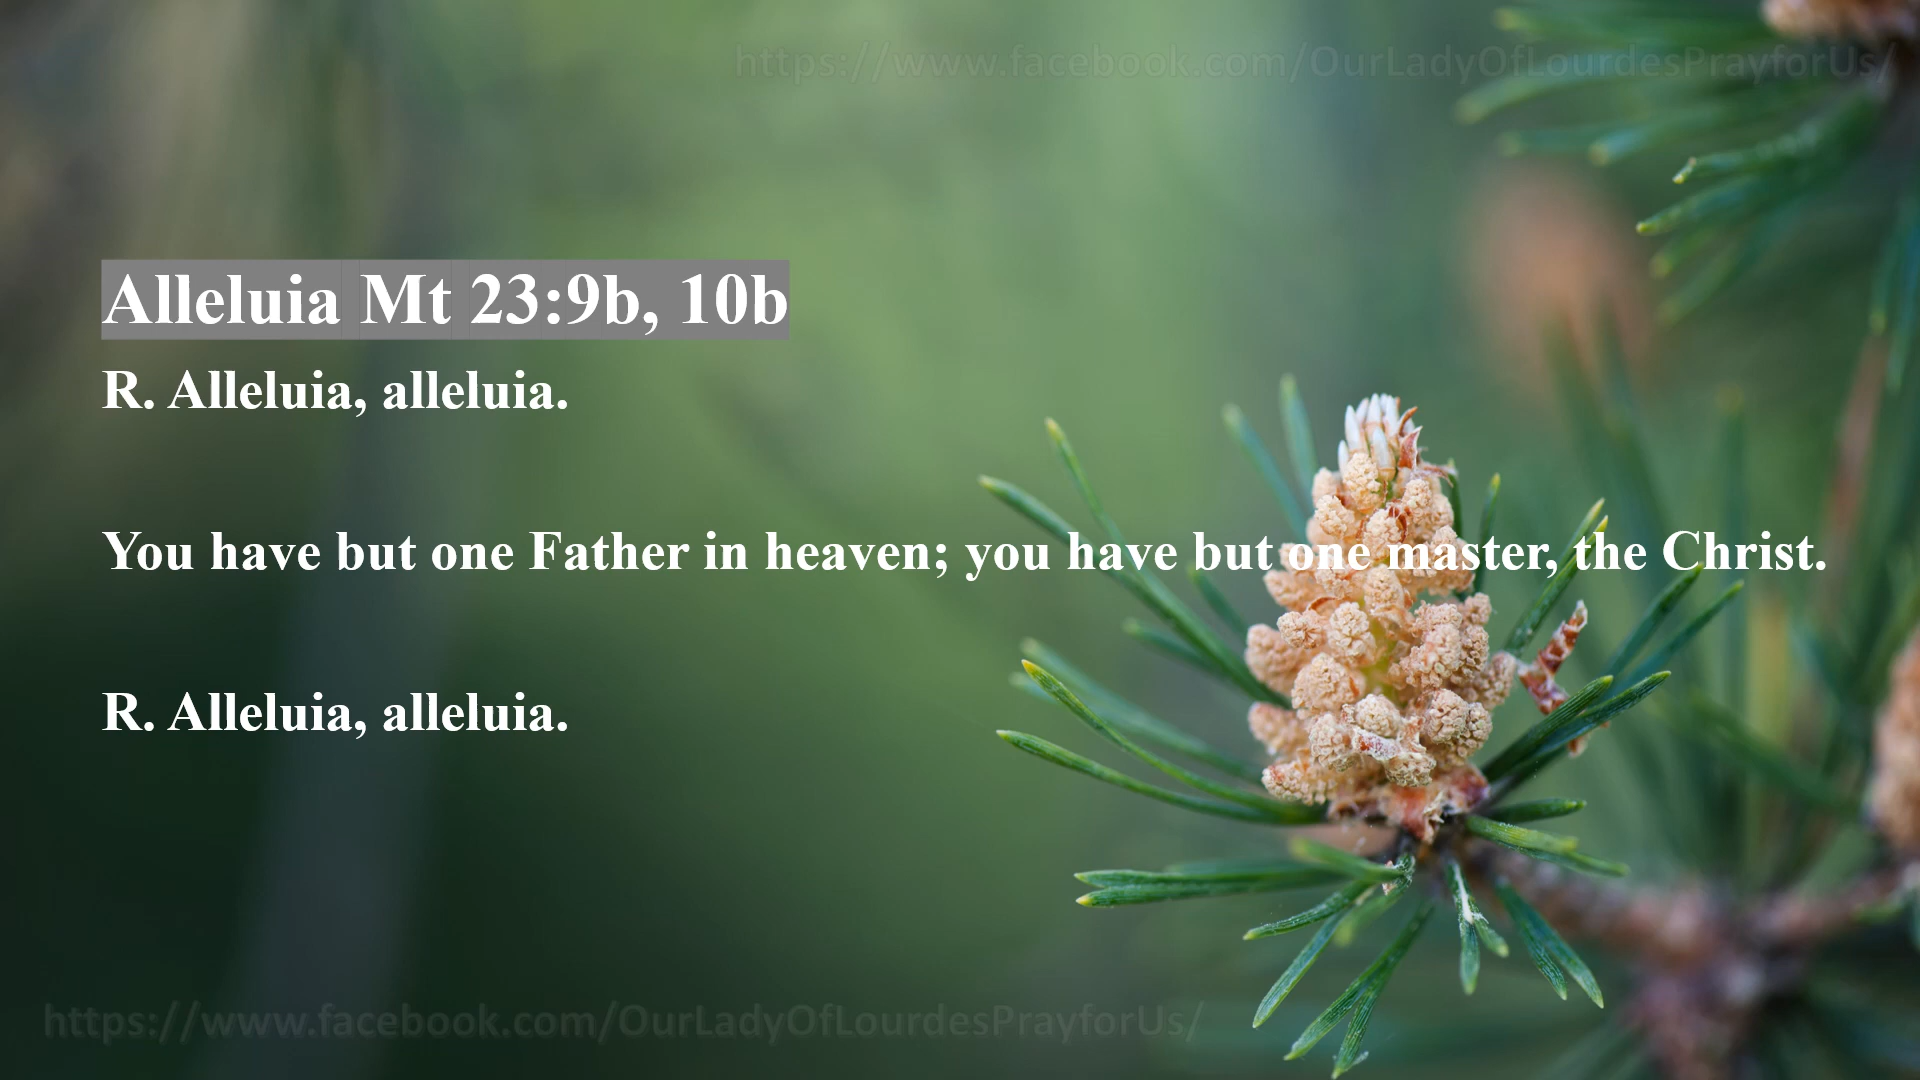 https://www.facebook.com/OurLadyOfLourdesPrayforUs/
Alleluia Mt 23:9b, 10b
R. Alleluia, alleluia.
You have but one Father in heaven; you have but one master, the Christ.
R. Alleluia, alleluia.
https://www.facebook.com/OurLadyOfLourdesPrayforUs/